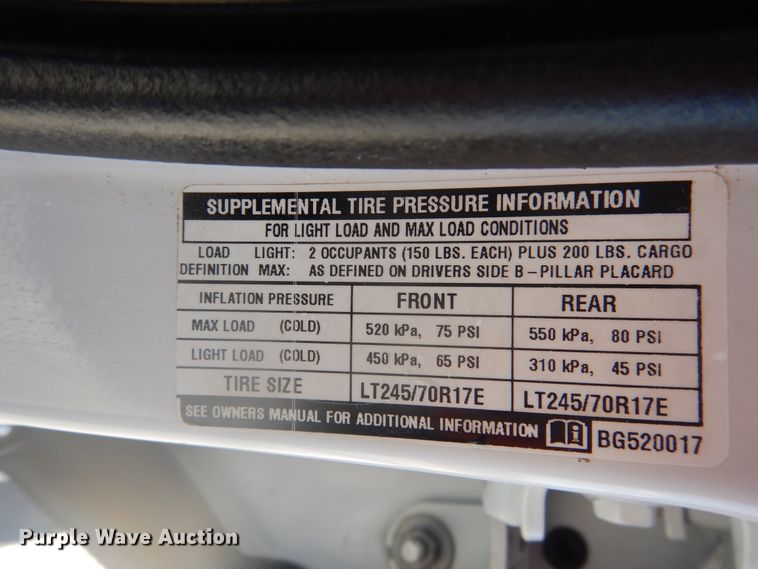 SUPPLEMENTAL TIRE PRESSURE INFORMATION
FOR LIGHT LOAD AND MAX LOAD CONDITIONS
LOAD LIGHT: 2 OCCUPANTS (150 LBS. EACH) PLUS 200 LBS. CARGO
DEFINITION MAX: AS DEFINED ON DRIVERS SIDE B-PILLAR PLACARD
INFLATION PRESSURE FRONT REAR
MAX LOAD (COLD) 520 kPa, 75 PSI 550 kPa, 80 PSI
LIGHT LOAD (COLD) 450 kPa, 65 PSI 310 kPa, 45 PSI
TIRE SIZE LT245/70R17E LT245/70R17E
SEE OWNERS MANUAL FOR ADDITIONAL INFORMATION BG520017
Purple Wave Auction